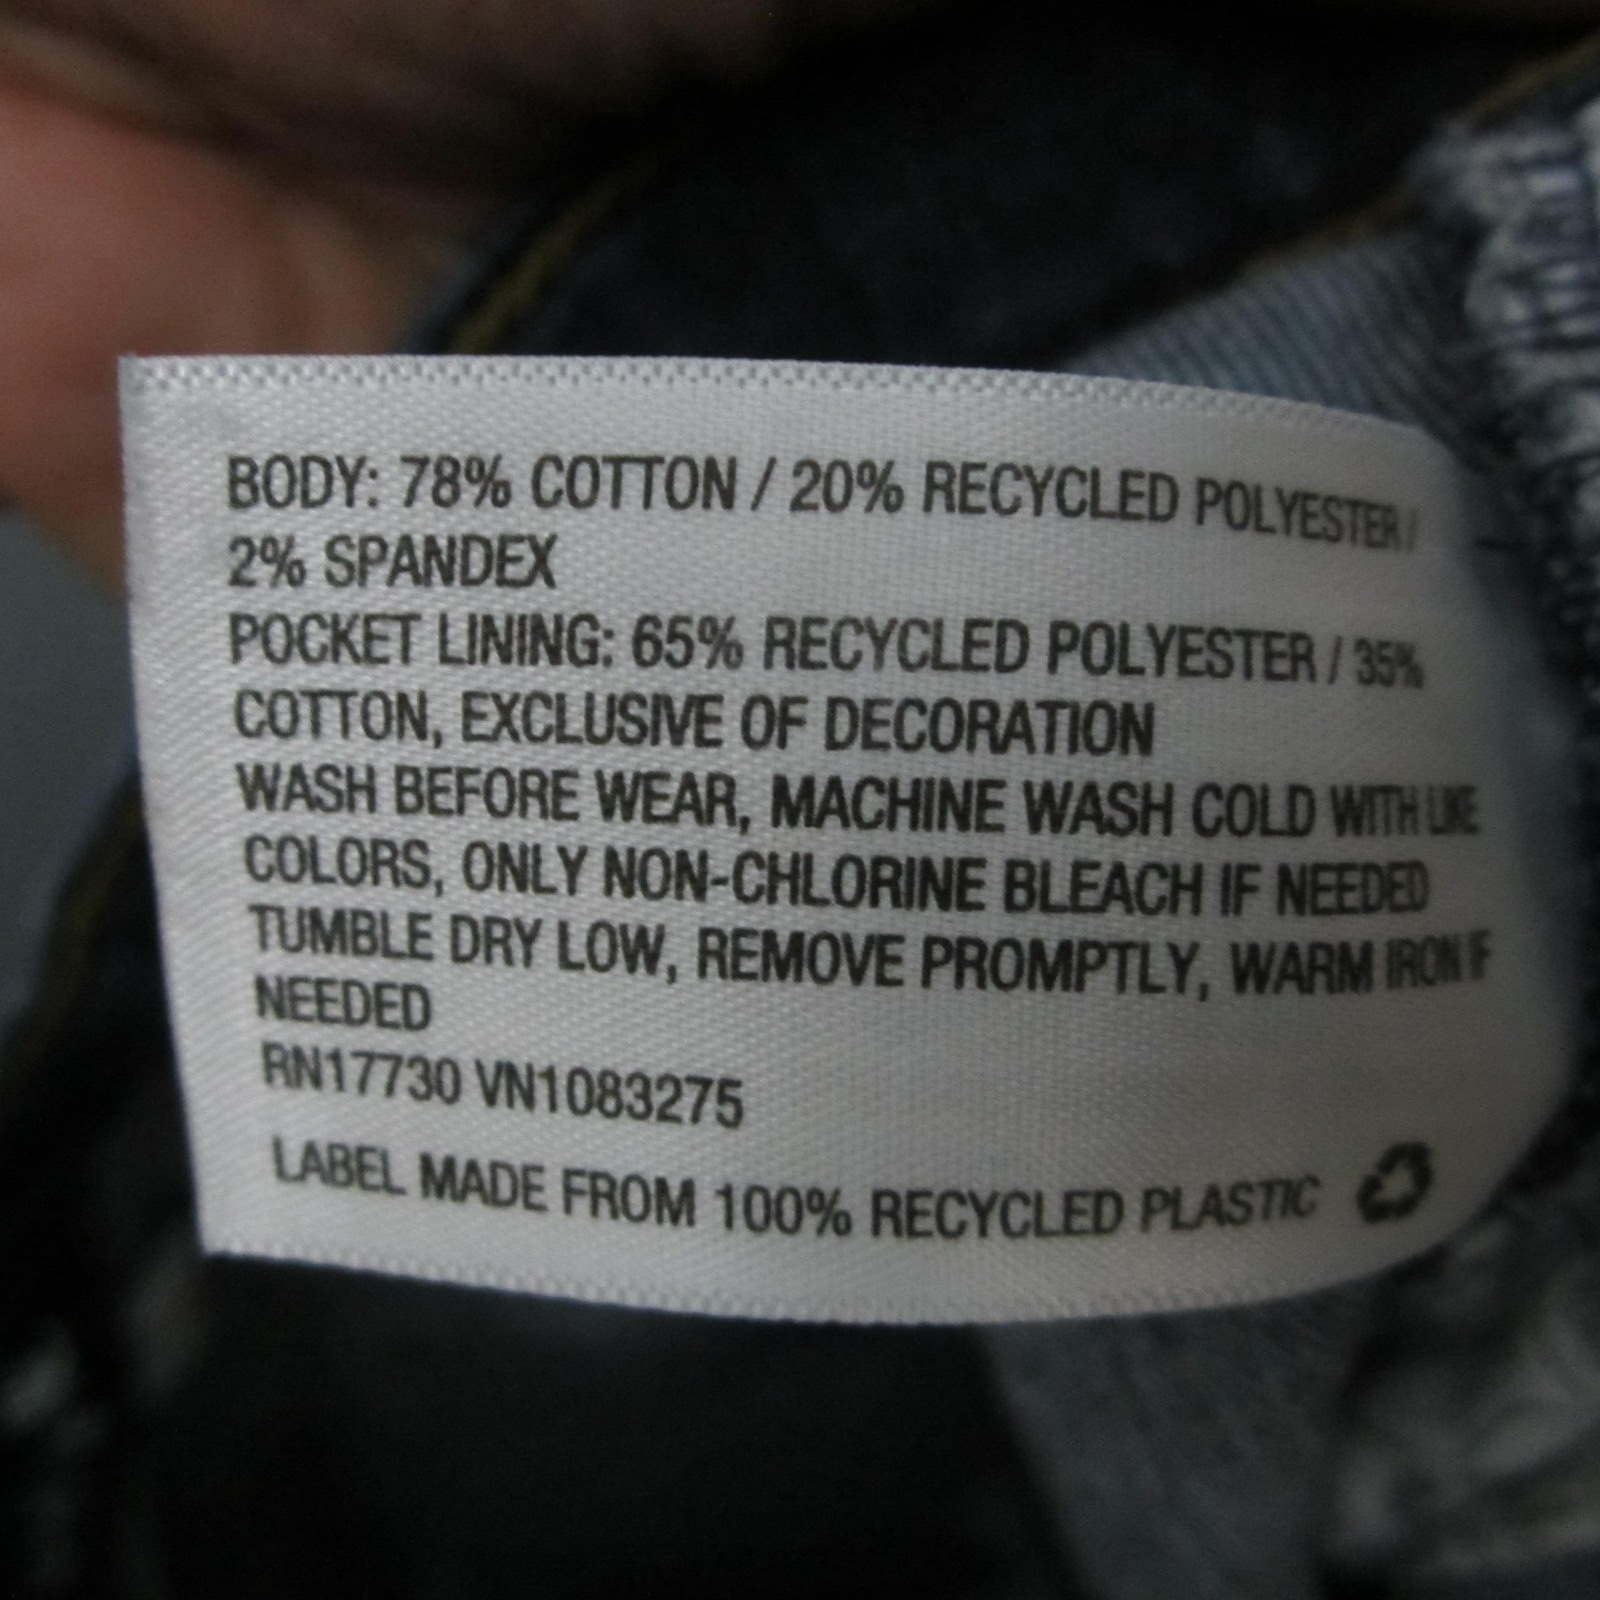 BODY: 78% COTTON / 20% RECYCLED POLYESTER /
2% SPANDEX
POCKET LINING: 65% RECYCLED POLYESTER / 35%
COTTON, EXCLUSIVE OF DECORATION
WASH BEFORE WEAR, MACHINE WASH COLD WITH LIKE
COLORS, ONLY NON-CHLORINE BLEACH IF NEEDED
TUMBLE DRY LOW, REMOVE PROMPTLY, WARM IRON IF
NEEDED
RN17730 VN1083275
LABEL MADE FROM 100% RECYCLED PLASTIC